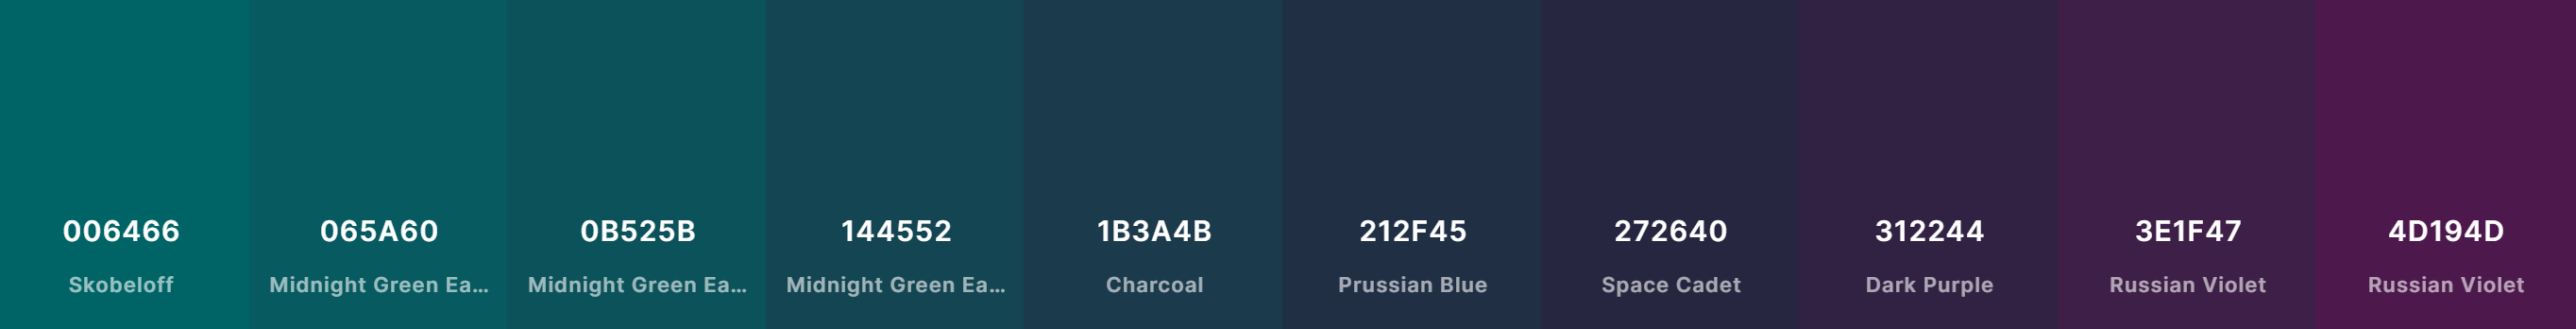 006466 065A60 0B525B 144552 1B3A4B 212F45 272640 312244 3E1F47 4D194D
Skobeloff Midnight Green Ea... Midnight Green Ea... Midnight Green Ea... Charcoal Prussian Blue Space Cadet Dark Purple Russian Violet Russian Violet